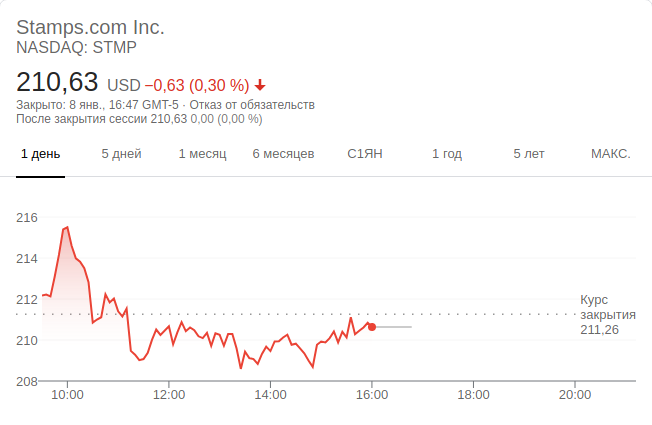 Stamps.com Inc.
NASDAQ: STMP
210,63 USD −0,63 (0,30 %)
Закрыто: 8 янв., 16:47 GMT-5 · Отказ от обязательств
После закрытия сессии 210,63 0,00 (0,00 %)
1 день 5 дней 1 месяц 6 месяцев С1ЯН 1 год 5 лет МАКС.
216
214
212
210
208
Курс
закрытия
211,26
10:00 12:00 14:00 16:00 18:00 20:00